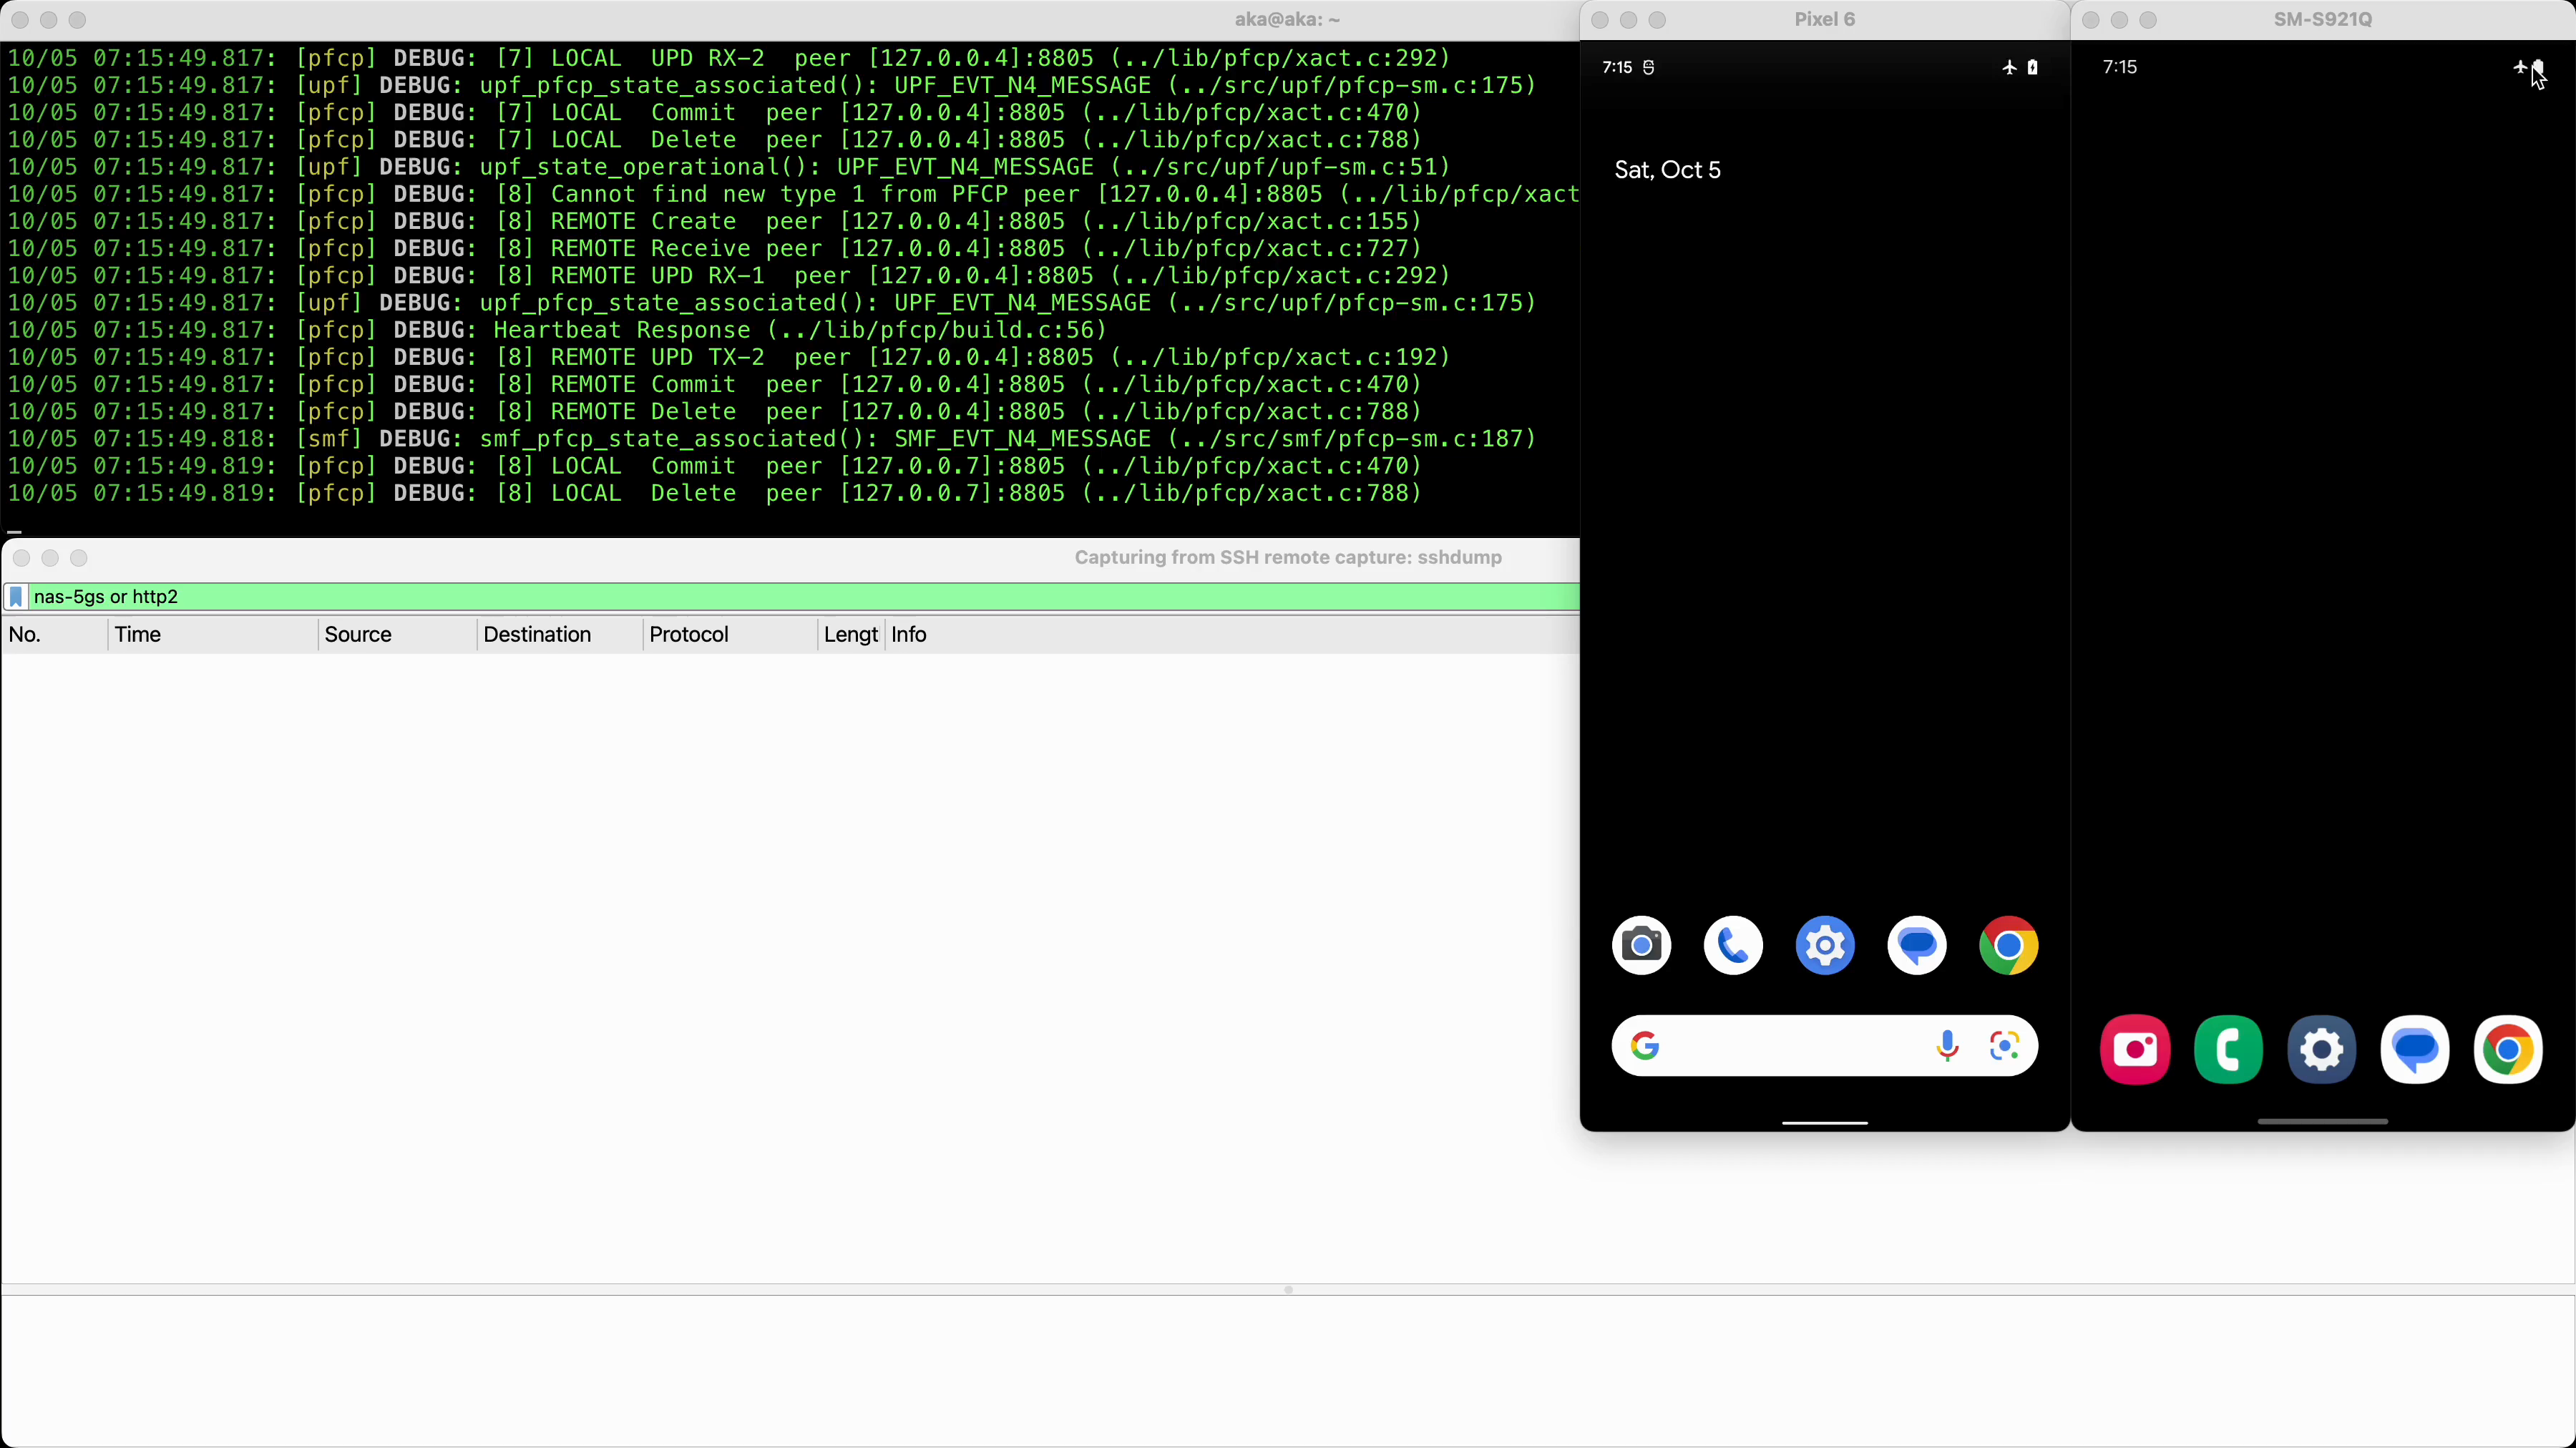 aka@aka: ~
10/05 07:15:49.817: [pfcp] DEBUG: [7] LOCAL  UPD RX-2  peer [127.0.0.4]:8805 (../lib/pfcp/xact.c:292)
10/05 07:15:49.817: [upf] DEBUG: upf_pfcp_state_associated(): UPF_EVT_N4_MESSAGE (../src/upf/pfcp-sm.c:175)
10/05 07:15:49.817: [pfcp] DEBUG: [7] LOCAL  Commit  peer [127.0.0.4]:8805 (../lib/pfcp/xact.c:470)
10/05 07:15:49.817: [pfcp] DEBUG: [7] LOCAL  Delete  peer [127.0.0.4]:8805 (../lib/pfcp/xact.c:788)
10/05 07:15:49.817: [upf] DEBUG: upf_state_operational(): UPF_EVT_N4_MESSAGE (../src/upf/upf-sm.c:51)
10/05 07:15:49.817: [pfcp] DEBUG: [8] Cannot find new type 1 from PFCP peer [127.0.0.4]:8805 (../lib/pfcp/xact
10/05 07:15:49.817: [pfcp] DEBUG: [8] REMOTE Create  peer [127.0.0.4]:8805 (../lib/pfcp/xact.c:155)
10/05 07:15:49.817: [pfcp] DEBUG: [8] REMOTE Receive peer [127.0.0.4]:8805 (../lib/pfcp/xact.c:727)
10/05 07:15:49.817: [pfcp] DEBUG: [8] REMOTE UPD RX-1  peer [127.0.0.4]:8805 (../lib/pfcp/xact.c:292)
10/05 07:15:49.817: [upf] DEBUG: upf_pfcp_state_associated(): UPF_EVT_N4_MESSAGE (../src/upf/pfcp-sm.c:175)
10/05 07:15:49.817: [pfcp] DEBUG: Heartbeat Response (../lib/pfcp/build.c:56)
10/05 07:15:49.817: [pfcp] DEBUG: [8] REMOTE UPD TX-2  peer [127.0.0.4]:8805 (../lib/pfcp/xact.c:192)
10/05 07:15:49.817: [pfcp] DEBUG: [8] REMOTE Commit  peer [127.0.0.4]:8805 (../lib/pfcp/xact.c:470)
10/05 07:15:49.817: [pfcp] DEBUG: [8] REMOTE Delete  peer [127.0.0.4]:8805 (../lib/pfcp/xact.c:788)
10/05 07:15:49.818: [smf] DEBUG: smf_pfcp_state_associated(): SMF_EVT_N4_MESSAGE (../src/smf/pfcp-sm.c:187)
10/05 07:15:49.819: [pfcp] DEBUG: [8] LOCAL  Commit  peer [127.0.0.7]:8805 (../lib/pfcp/xact.c:470)
10/05 07:15:49.819: [pfcp] DEBUG: [8] LOCAL  Delete  peer [127.0.0.7]:8805 (../lib/pfcp/xact.c:788)
Capturing from SSH remote capture: sshdump
nas-5gs or http2
No. Time Source Destination Protocol Lengt Info
Pixel 6
7:15
Sat, Oct 5
SM-S921Q
7:15